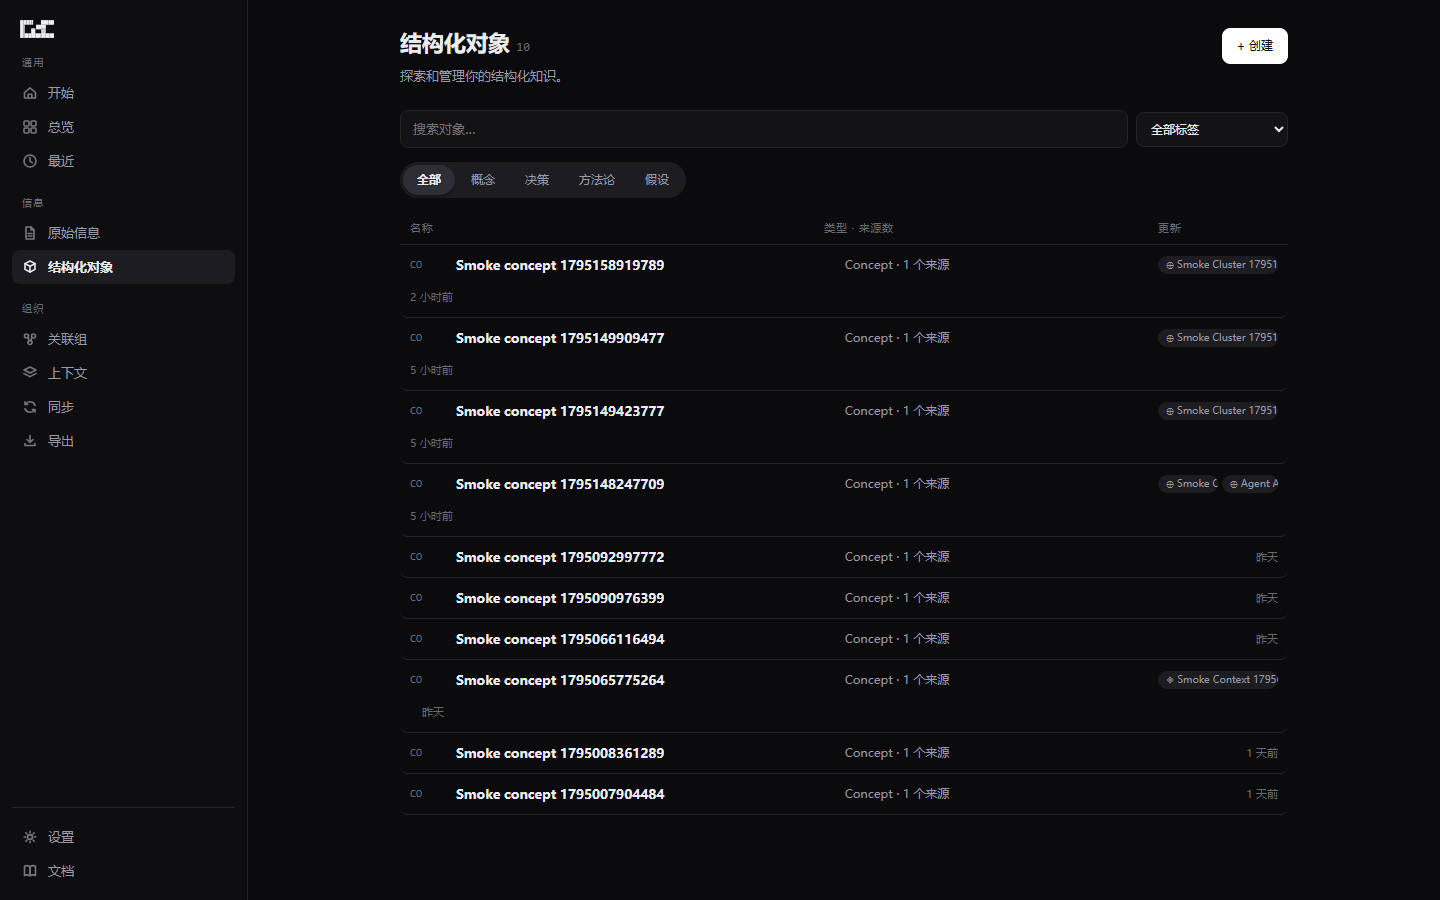 C2C
通用
开始
总览
最近
信息
原始信息
结构化对象
组织
关联组
上下文
同步
导出
设置
文档
结构化对象 10
+ 创建
探索和管理你的结构化知识。
搜索对象...
全部标签
全部 概念 决策 方法论 假设
名称 类型 · 来源数 更新
CO Smoke concept 1795158919789 Concept · 1 个来源 Smoke Cluster 17951
2 小时前
CO Smoke concept 1795149909477 Concept · 1 个来源 Smoke Cluster 17951
5 小时前
CO Smoke concept 1795149423777 Concept · 1 个来源 Smoke Cluster 17951
5 小时前
CO Smoke concept 1795148247709 Concept · 1 个来源 Smoke C Agent A
5 小时前
CO Smoke concept 1795092997772 Concept · 1 个来源 昨天
CO Smoke concept 1795090976399 Concept · 1 个来源 昨天
CO Smoke concept 1795066116494 Concept · 1 个来源 昨天
CO Smoke concept 1795065775264 Concept · 1 个来源 Smoke Context 1795
昨天
CO Smoke concept 1795008361289 Concept · 1 个来源 1 天前
CO Smoke concept 1795007904484 Concept · 1 个来源 1 天前